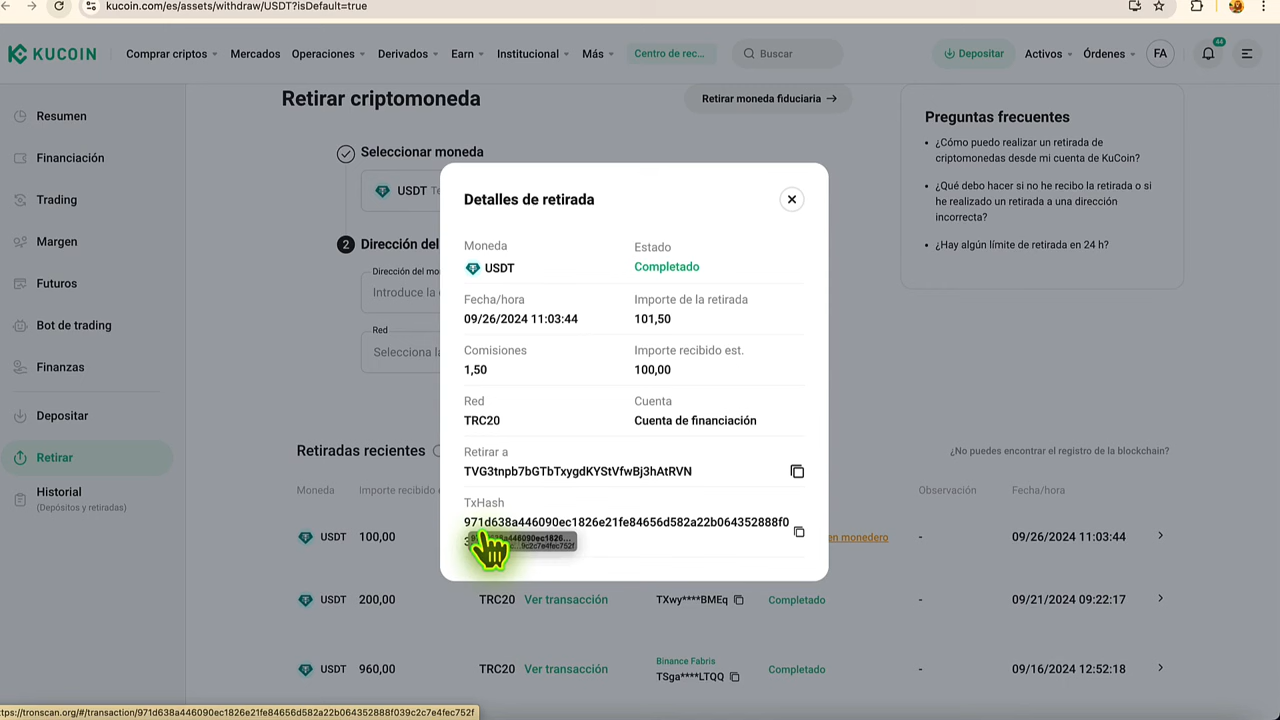 kucoin.com/es/assets/withdraw/USDT?isDefault=true
KUCOIN
Comprar criptos
Mercados
Operaciones
Derivados
Earn
Institucional
Más
Centro de rec...
Buscar
Depositar
Activos
Órdenes
FA
44
Resumen
Financiación
Trading
Margen
Futuros
Bot de trading
Finanzas
Depositar
Retirar
Historial
(Depósitos y retiradas)
Retirar criptomoneda
Retirar moneda fiduciaria →
Seleccionar moneda
USDT Te
2 Dirección del
Dirección del mo
Introduce la
Red
Selecciona l
Preguntas frecuentes
• ¿Cómo puedo realizar un retirada de
criptomonedas desde mi cuenta de KuCoin?
• ¿Qué debo hacer si no he recibo la retirada o si
he realizado un retirada a una dirección
incorrecta?
• ¿Hay algún límite de retirada en 24 h?
Detalles de retirada
Moneda
USDT
Estado
Completado
Fecha/hora
09/26/2024 11:03:44
Importe de la retirada
101,50
Comisiones
1,50
Importe recibido est.
100,00
Red
TRC20
Cuenta
Cuenta de financiación
Retirar a
TVG3tnpb7bGTbTxygdKYStVfwBj3hAtRVN
TxHash
971d638a446090ec1826e21fe84656d582a22b064352888f0
Retiradas recientes
¿No puedes encontrar el registro de la blockchain?
Moneda
Importe recibido
Observación
Fecha/hora
USDT
100,00
en monedero
-
09/26/2024 11:03:44
USDT
200,00
TRC20
Ver transacción
TXwy****BMEq
Completado
-
09/21/2024 09:22:17
USDT
960,00
TRC20
Ver transacción
Binance Fabris
TSga****LTQQ
Completado
-
09/16/2024 12:52:18
ttps://tronscan.org/#/transaction/971d638a446090ec1826e21fe84656d582a22b064352888f039c2c7e4fec752f